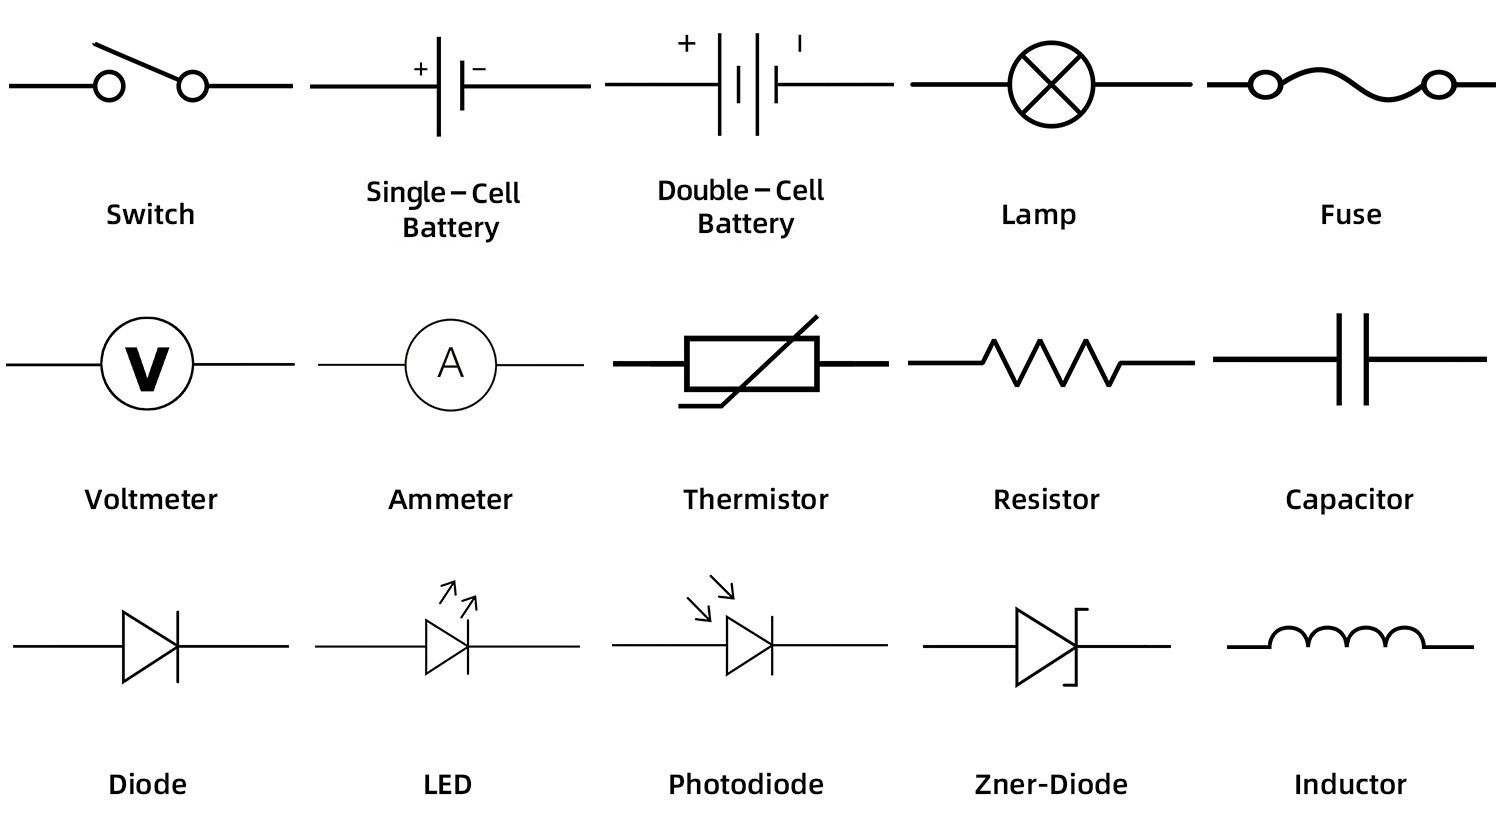 + −
+ I
Switch
Single – Cell
Battery
Double – Cell
Battery
Lamp
Fuse
V
A
Voltmeter
Ammeter
Thermistor
Resistor
Capacitor
Diode
LED
Photodiode
Zner-Diode
Inductor